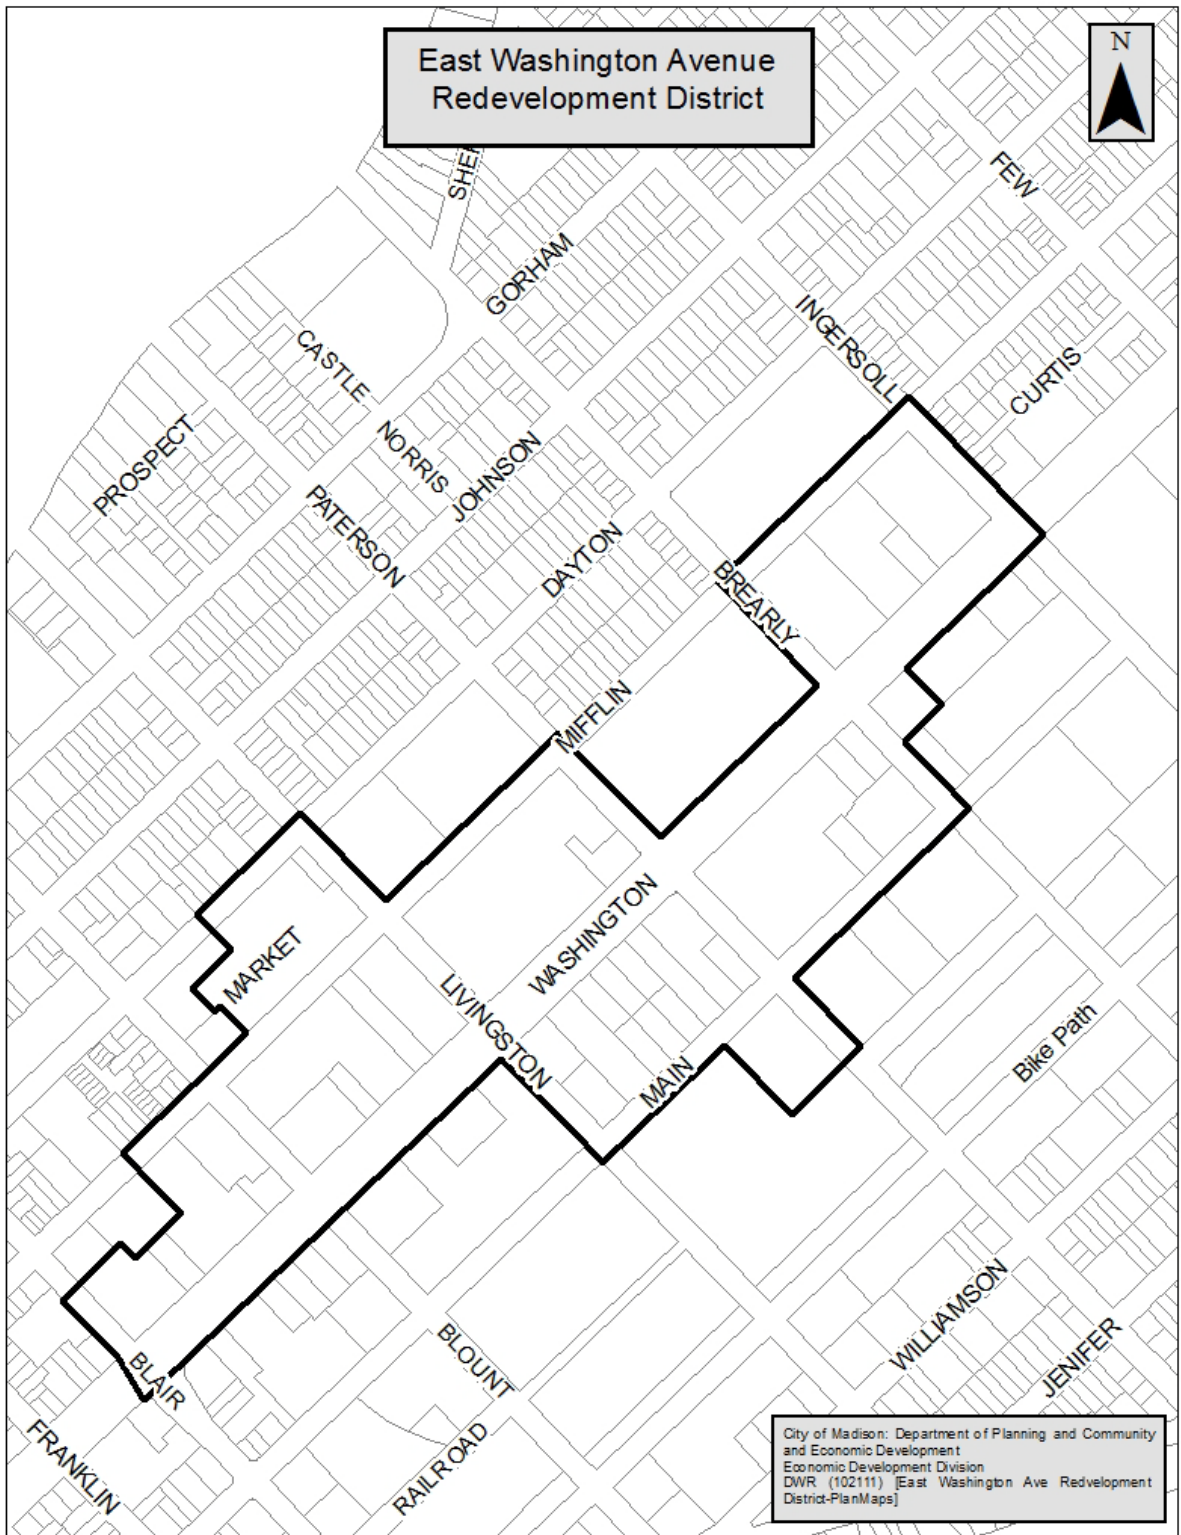 East Washington Avenue
Redevelopment District
N
SHER
FEW
GORHAM
INGERSOLL
CASTLE
CURTIS
PROSPECT
NORRIS
JOHNSON
PATERSON
DAYTON
BREARLY
MIFFLIN
WASHINGTON
MARKET
LIVINGSTON
MAIN
Bike Path
WILLIAMSON
BLAIR
BLOUNT
JENIFER
FRANKLIN
RAILROAD
City of Madison: Department of Planning and Community
and Economic Development
Economic Development Division
DWR (102111) [East Washington Ave Redvelopment
District-PlanMaps]